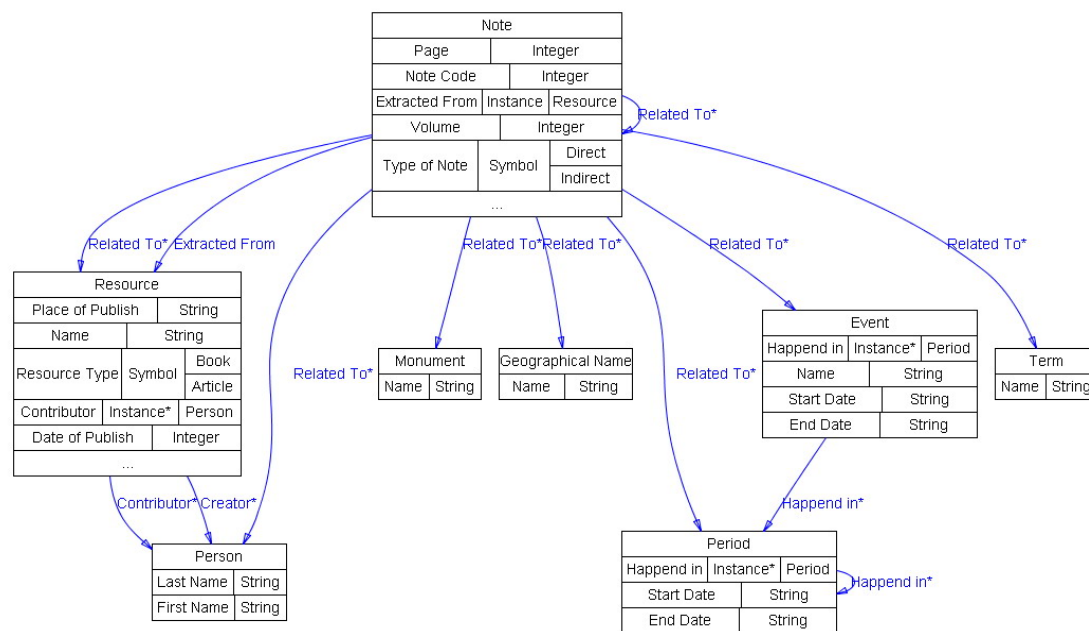 Note
Page Integer
Note Code Integer
Extracted From Instance Resource
Related To*
Volume Integer
Type of Note Symbol Direct
Indirect
...
Related To* Extracted From Related To* Related To* Related To* Related To*
Resource
Place of Publish String
Name String
Resource Type Symbol Book
Article
Contributor Instance* Person
Date of Publish Integer
...
Related To*
Monument
Name String
Geographical Name
Name String
Related To*
Event
Happend in Instance* Period
Name String
Start Date String
End Date String
Term
Name String
Contributor* Creator*
Happend in*
Person
Last Name String
First Name String
Period
Happend in Instance* Period
Happend in*
Start Date String
End Date String